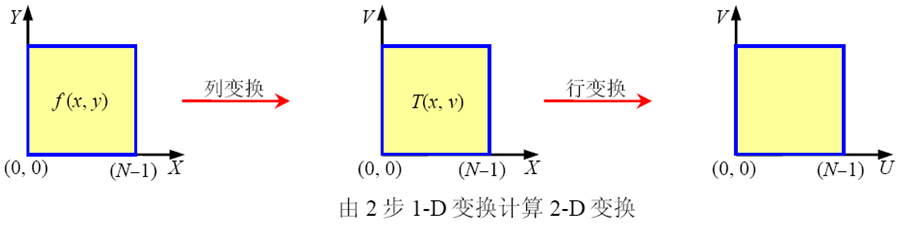 Y V V
f (x, y) 列变换 T(x, v) 行变换
(0, 0) (N–1) X (0, 0) (N–1) X (0, 0) (N–1) U
由 2 步 1-D 变换计算 2-D 变换